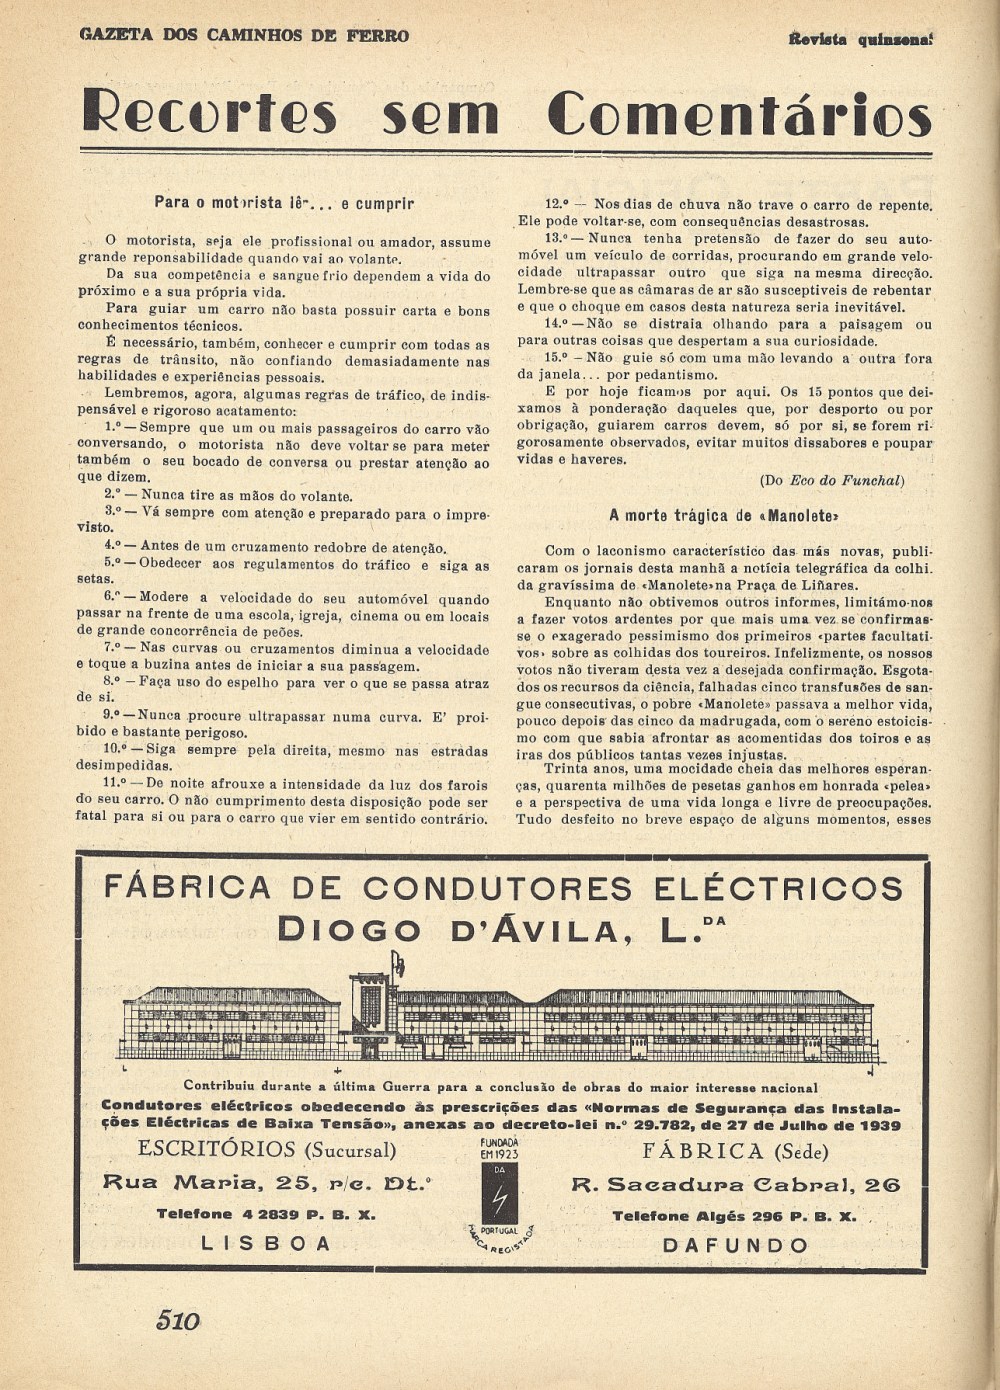 GAZETA DOS CAMINHOS DE FERRO
Revista quinzenal
Recortes sem Comentários
Para o motorista lêr... e cumprir
O motorista, seja ele profissional ou amador, assume
grande reponsabilidade quando vai ao volante.
Da sua competência e sangue frio dependem a vida do
próximo e a sua própria vida.
Para guiar um carro não basta possuir carta e bons
conhecimentos técnicos.
É necessário, também, conhecer e cumprir com todas as
regras de trânsito, não confiando demasiadamente nas
habilidades e experiências pessoais.
Lembremos, agora, algumas regras de tráfico, de indis-
pensável e rigoroso acatamento:
1.º — Sempre que um ou mais passageiros do carro vão
conversando, o motorista não deve voltar se para meter
também o seu bocado de conversa ou prestar atenção ao
que dizem.
2.º — Nunca tire as mãos do volante.
3.º — Vá sempre com atenção e preparado para o impre-
visto.
4.º — Antes de um cruzamento redobre de atenção.
5.º — Obedecer aos regulamentos do tráfico e siga as
setas.
6.º — Modere a velocidade do seu automóvel quando
passar na frente de uma escola, igreja, cinema ou em locais
de grande concorrência de peões.
7.º — Nas curvas ou cruzamentos diminua a velocidade
e toque a buzina antes de iniciar a sua passagem.
8.º — Faça uso do espelho para ver o que se passa atraz
de si.
9.º — Nunca procure ultrapassar numa curva. E' proi-
bido e bastante perigoso.
10.º — Siga sempre pela direita, mesmo nas estradas
desimpedidas.
11.º — De noite afrouxe a intensidade da luz dos farois
do seu carro. O não cumprimento desta disposição pode ser
fatal para si ou para o carro que vier em sentido contrário.
12.º — Nos dias de chuva não trave o carro de repente.
Ele pode voltar-se, com consequências desastrosas.
13.º — Nunca tenha pretensão de fazer do seu auto-
móvel um veículo de corridas, procurando em grande velo-
cidade ultrapassar outro que siga na mesma direcção.
Lembre-se que as câmaras de ar são susceptiveis de rebentar
e que o choque em casos desta natureza seria inevitável.
14.º — Não se distraia olhando para a paisagem ou
para outras coisas que despertam a sua curiosidade.
15.º – Não guie só com uma mão levando a outra fora
da janela... por pedantismo.
E por hoje ficamos por aqui. Os 15 pontos que dei-
xamos à ponderação daqueles que, por desporto ou por
obrigação, guiarem carros devem, só por si, se forem ri-
gorosamente observados, evitar muitos dissabores e poupar
vidas e haveres.
(Do Eco do Funchal)
A morte trágica de «Manolete»
Com o laconismo característico das más novas, publi-
caram os jornais desta manhã a notícia telegráfica da colhi.
da gravíssima de «Manolete» na Praça de Liñares.
Enquanto não obtivemos outros informes, limitámo-nos
a fazer votos ardentes por que mais uma vez se confirmas-
se o exagerado pessimismo dos primeiros «partes facultati-
vos» sobre as colhidas dos toureiros. Infelizmente, os nossos
votos não tiveram desta vez a desejada confirmação. Esgota-
dos os recursos da ciência, falhadas cinco transfusões de san-
gue consecutivas, o pobre «Manolete» passava a melhor vida,
pouco depois das cinco da madrugada, com o sereno estoicis-
mo com que sabia afrontar as acomentidas dos toiros e as
iras dos públicos tantas vezes injustas.
Trinta anos, uma mocidade cheia das melhores esperan-
ças, quarenta milhões de pesetas ganhos em honrada «pelea»
e a perspectiva de uma vida longa e livre de preocupações.
Tudo desfeito no breve espaço de alguns momentos, esses
FÁBRICA DE CONDUTORES ELÉCTRICOS
DIOGO D'ÁVILA, L.DA
Contribuiu durante a última Guerra para a conclusão de obras do maior interesse nacional
Condutores eléctricos obedecendo às prescrições das «Normas de Segurança das Instala-
ções Eléctricas de Baixa Tensão», anexas ao decreto-lei n.º 29.782, de 27 de Julho de 1939
ESCRITÓRIOS (Sucursal)
Rua Maria, 25, r/c. Dt.º
Telefone 4 2839 P. B. X.
LISBOA
FUNDADA
EM 1923
DA
PORTUGAL
MARCA REGISTADA
FÁBRICA (Sede)
R. Sacadura Cabral, 26
Telefone Algés 296 P. B. X.
DAFUNDO
510